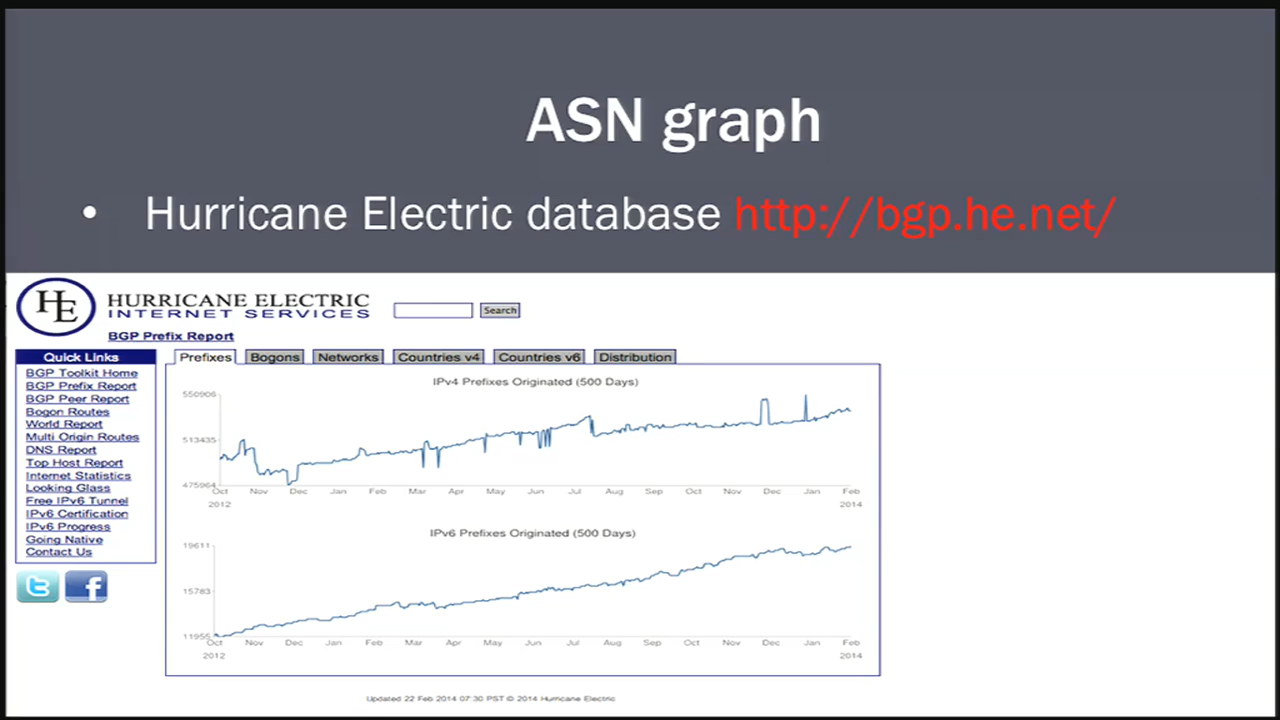 ASN graph
• Hurricane Electric database http://bgp.he.net/
HE
HURRICANE ELECTRIC
INTERNET SERVICES
Search
BGP Prefix Report
Quick Links
BGP Toolkit Home
BGP Prefix Report
BGP Peer Report
Bogon Routes
World Report
Multi Origin Routes
DNS Report
Top Host Report
Internet Statistics
Looking Glass
Free IPv6 Tunnel
IPv6 Certification
IPv6 Progress
Going Native
Contact Us
Prefixes Bogons Networks Countries v4 Countries v6 Distribution
IPv4 Prefixes Originated (500 Days)
550906
513435
475964
Oct Nov Dec Jan Feb Mar Apr May Jun Jul Aug Sep Oct Nov Dec Jan Feb
2012 2014
IPv6 Prefixes Originated (500 Days)
19611
15783
11955
Oct Nov Dec Jan Feb Mar Apr May Jun Jul Aug Sep Oct Nov Dec Jan Feb
2012 2014
Updated 22 Feb 2014 07:30 PST © 2014 Hurricane Electric